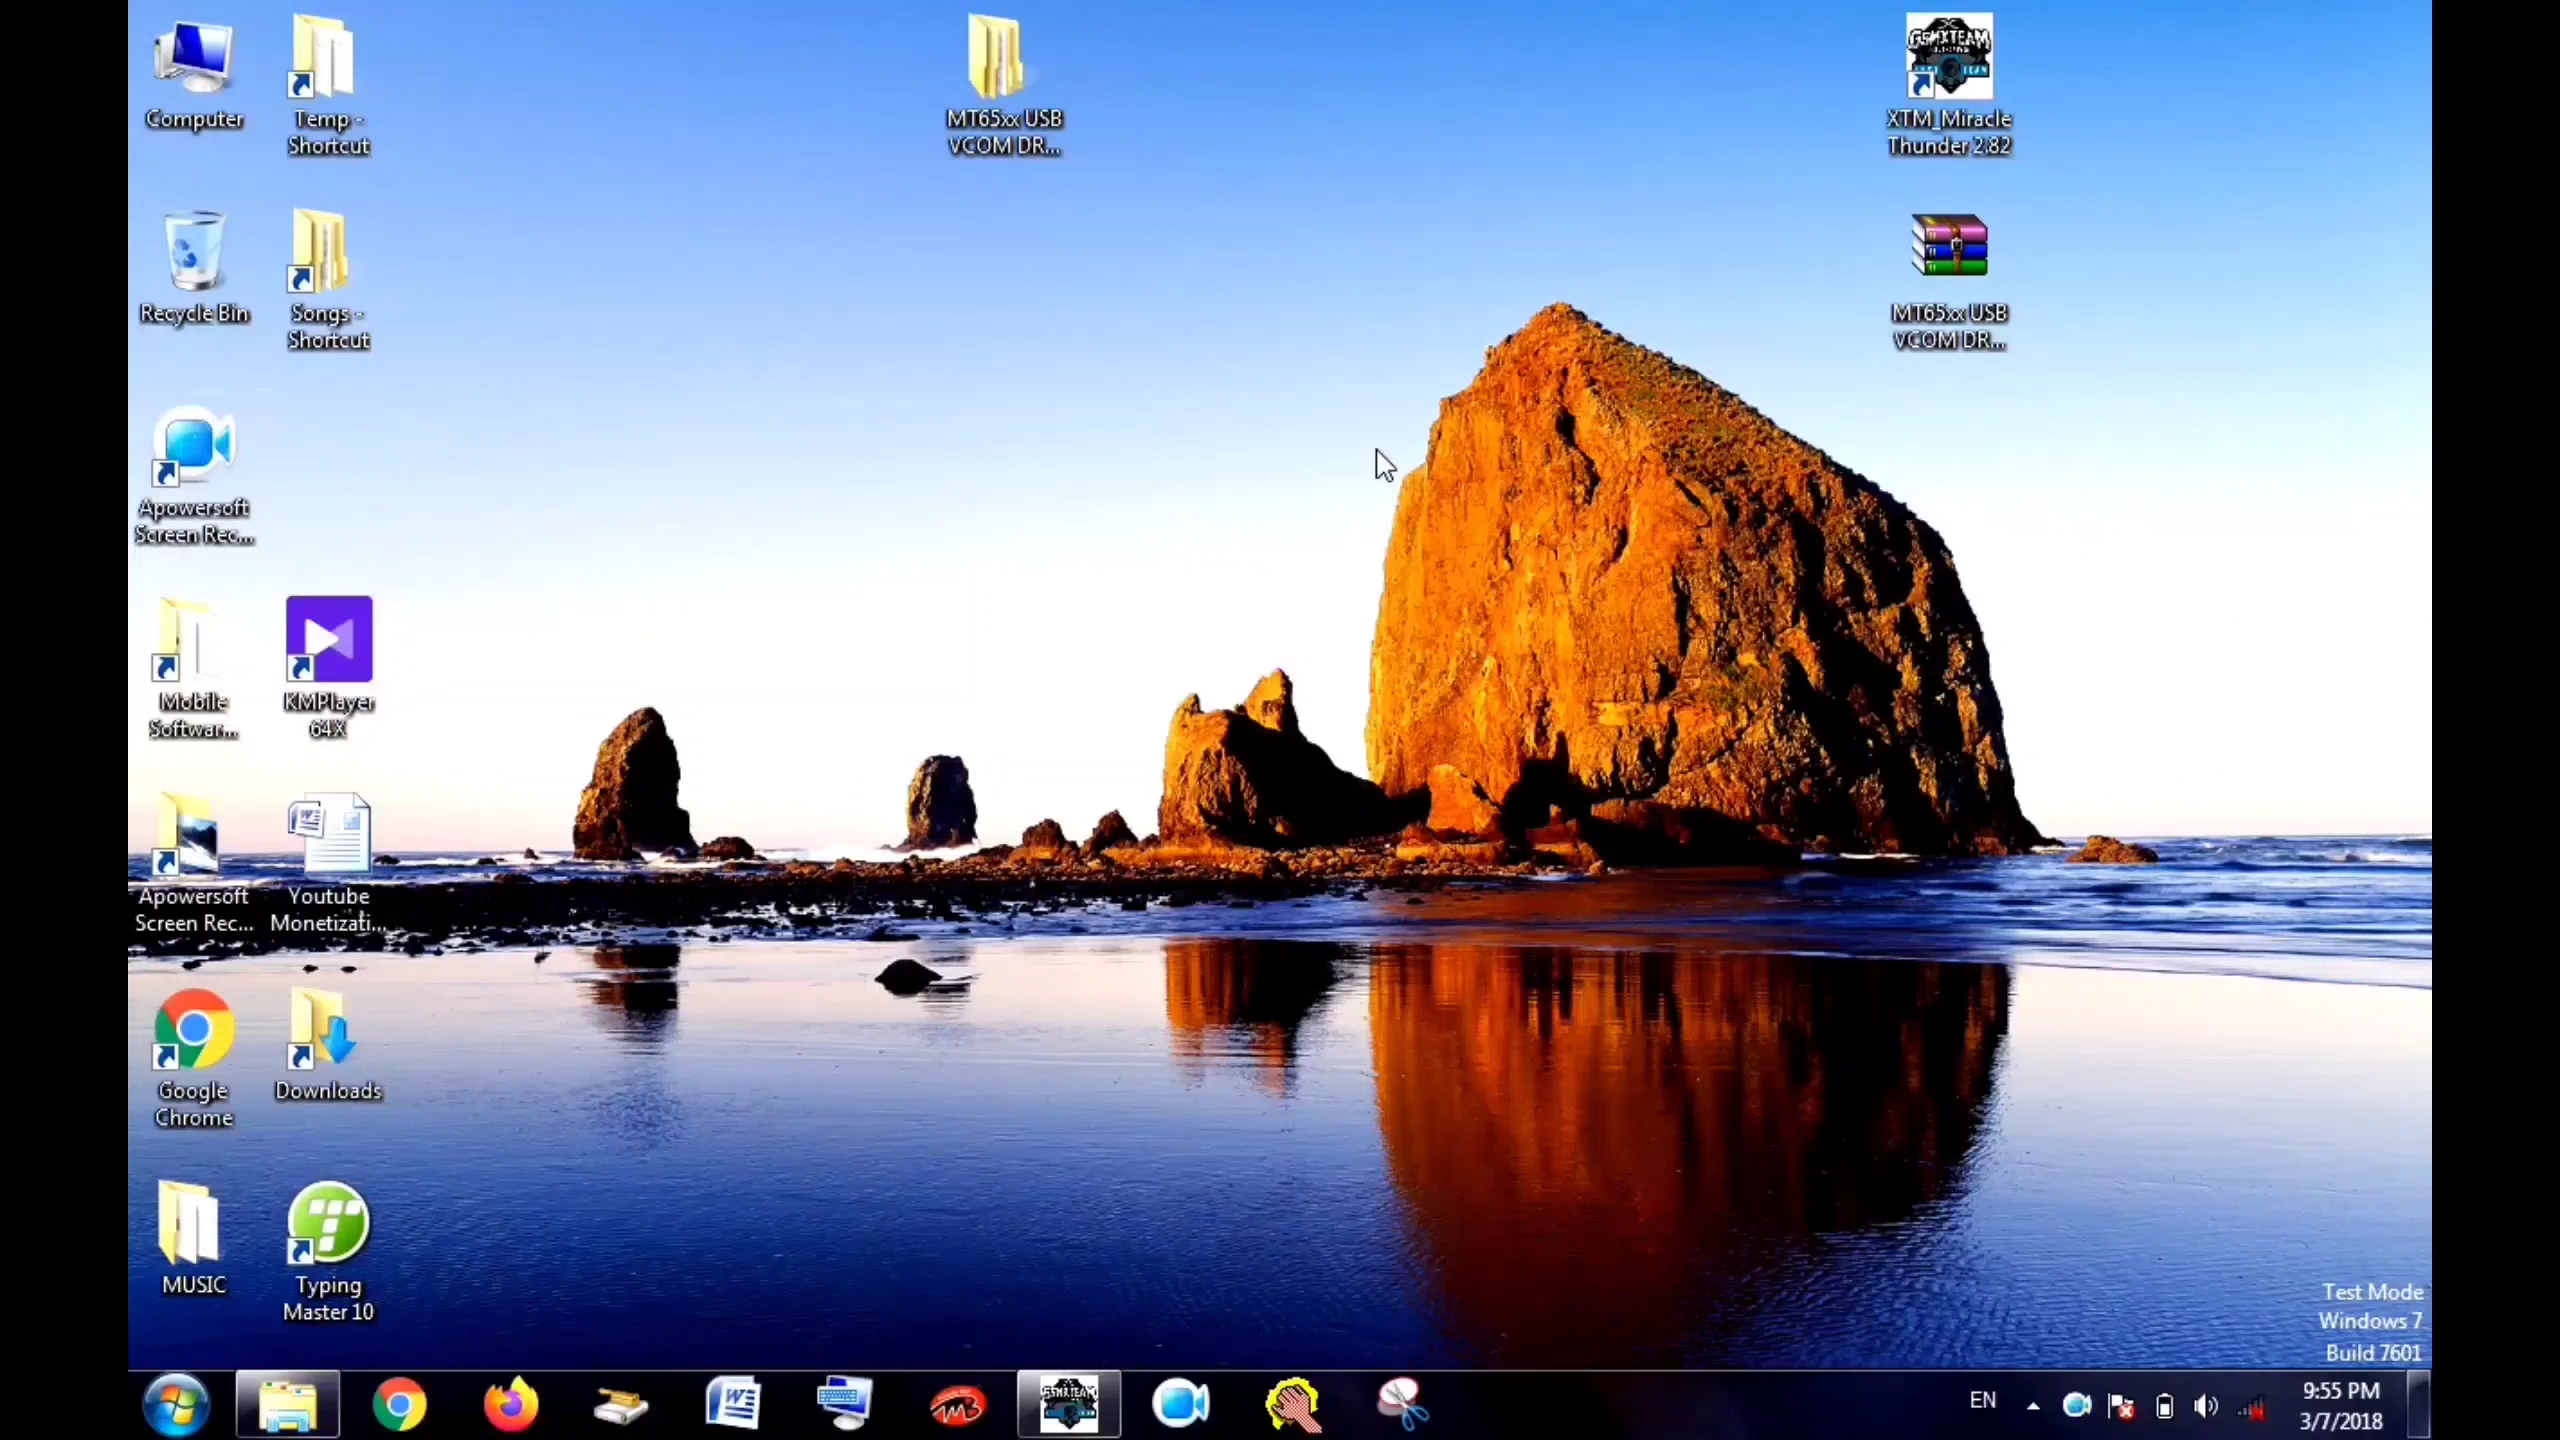 Computer
Temp -
Shortcut
MT65xx USB
VCOM DR...
GSMXTEAM
XTM_Miracle
Thunder 2.82
Recycle Bin
Songs -
Shortcut
MT65xx USB
VCOM DR...
Apowersoft
Screen Rec...
Mobile
Softwar...
KMPlayer
64X
Apowersoft
Screen Rec...
Youtube
Monetizati...
Google
Chrome
Downloads
MUSIC
Typing
Master 10
Test Mode
Windows 7
Build 7601
GSMXTEAM
EN
9:55 PM
3/7/2018